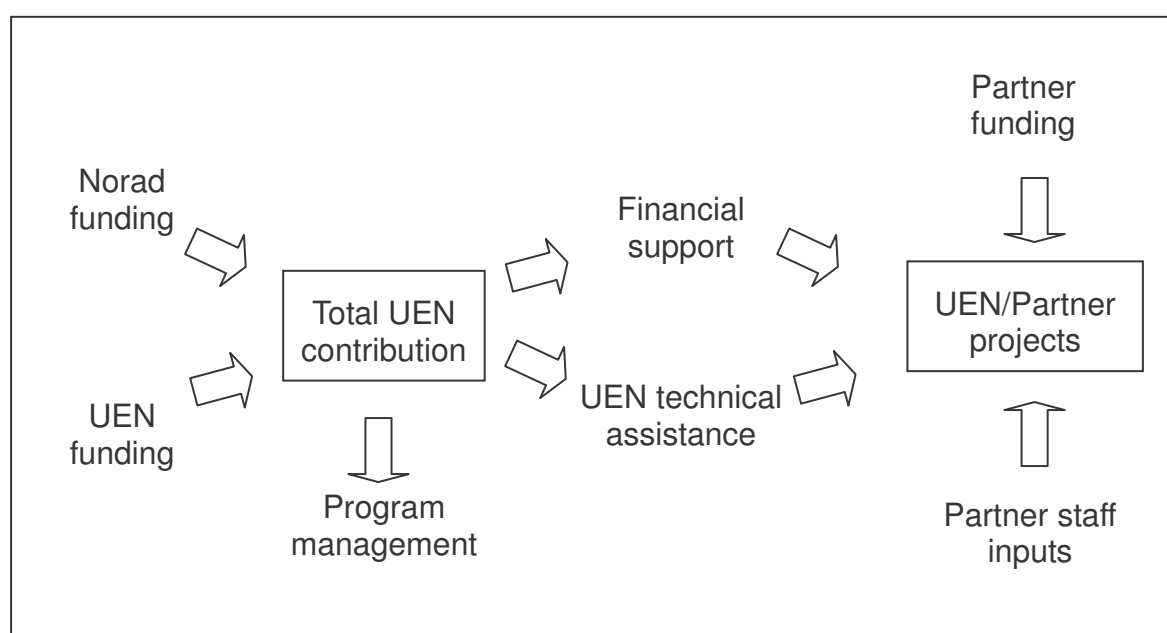 Partner
funding
Norad
funding
Financial
support
Total UEN
contribution
UEN/Partner
projects
UEN
funding
UEN technical
assistance
Program
management
Partner staff
inputs